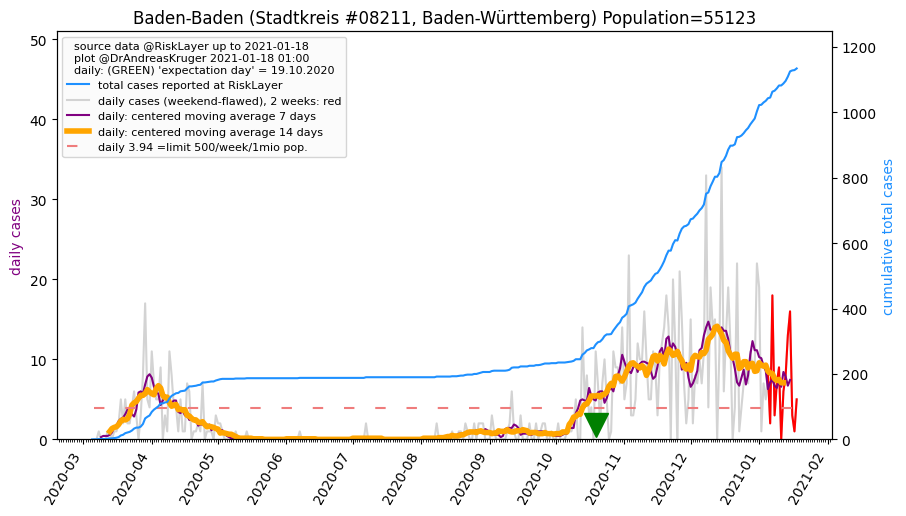 Baden-Baden (Stadtkreis #08211, Baden-Württemberg) Population=55123
source data @RiskLayer up to 2021-01-18
plot @DrAndreasKruger 2021-01-18 01:00
daily: (GREEN) 'expectation day' = 19.10.2020
total cases reported at RiskLayer
daily cases (weekend-flawed), 2 weeks: red
daily: centered moving average 7 days
daily: centered moving average 14 days
daily 3.94 =limit 500/week/1mio pop.
daily cases
50
40
30
20
10
0
cumulative total cases
1200
1000
800
600
400
200
0
2020-03
2020-04
2020-05
2020-06
2020-07
2020-08
2020-09
2020-10
2020-11
2020-12
2021-01
2021-02